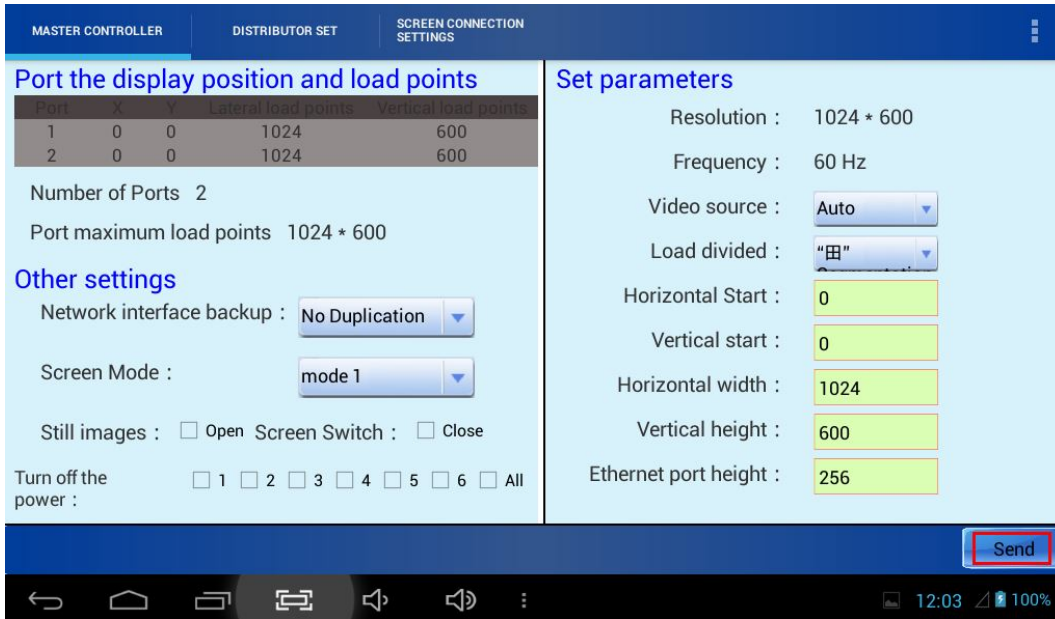 MASTER CONTROLLER
DISTRIBUTOR SET
SCREEN CONNECTION
SETTINGS
Port the display position and load points
Port X Y Lateral load points Vertical load points
1 0 0 1024 600
2 0 0 1024 600
Number of Ports 2
Port maximum load points 1024 * 600
Other settings
Network interface backup : No Duplication
Screen Mode : mode 1
Still images : Open Screen Switch : Close
Turn off the
power :
1 2 3 4 5 6 All
Set parameters
Resolution : 1024 * 600
Frequency : 60 Hz
Video source : Auto
Load divided : “田”
Horizontal Start : 0
Vertical start : 0
Horizontal width : 1024
Vertical height : 600
Ethernet port height : 256
Send
12:03 100%